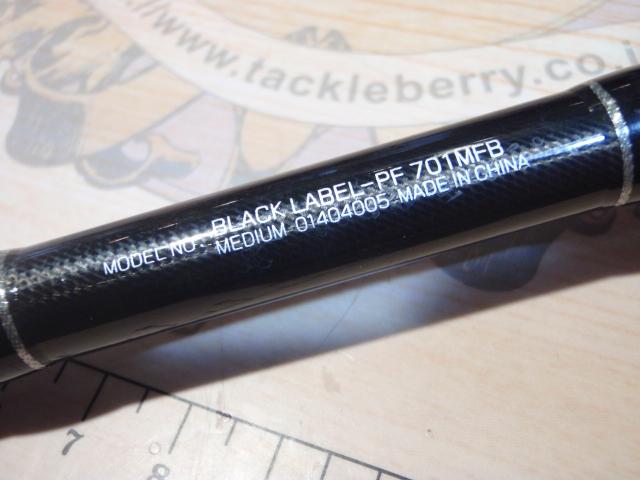 www.tackleberry.co.j
MODEL NO. BLACK LABEL-PF 701MFB
MEDIUM 01404005 MADE IN CHINA
7
8